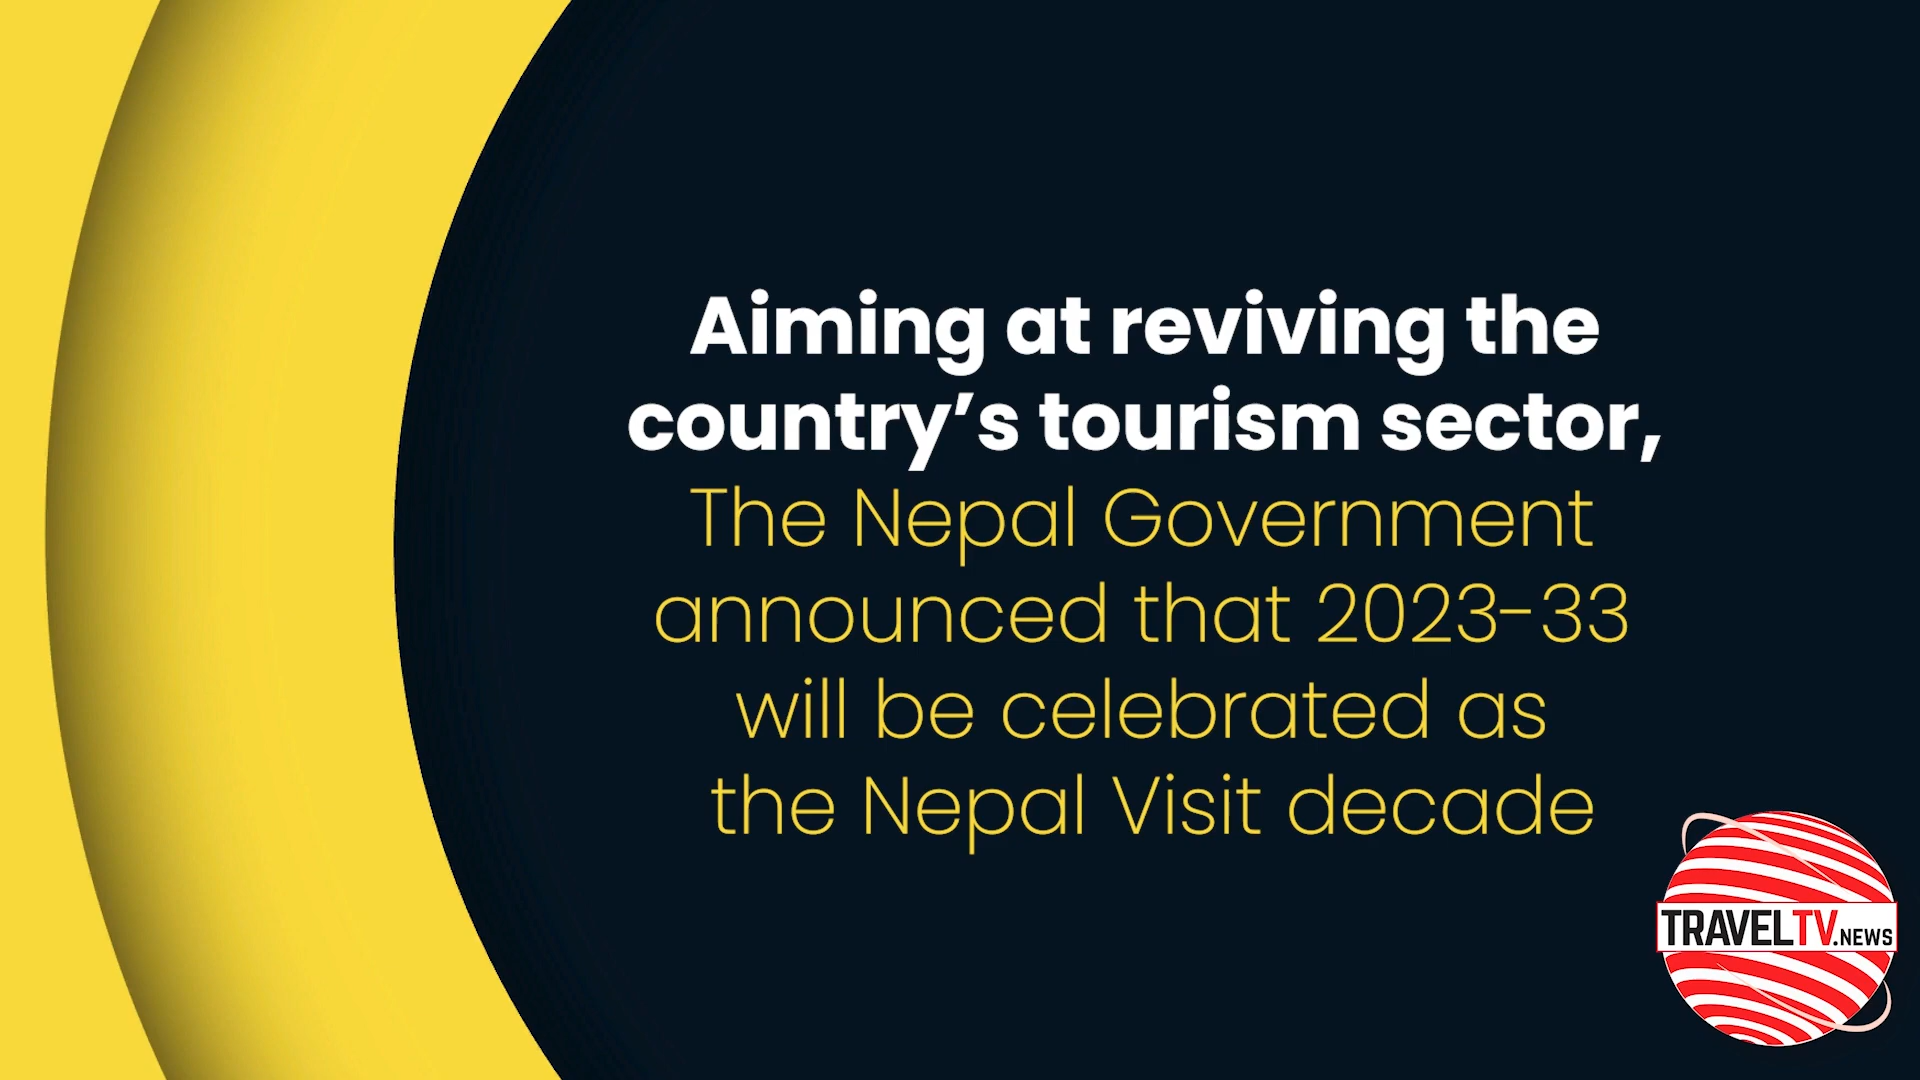 Aiming at reviving the
country’s tourism sector,
The Nepal Government
announced that 2023-33
will be celebrated as
the Nepal Visit decade
TRAVELTV.NEWS